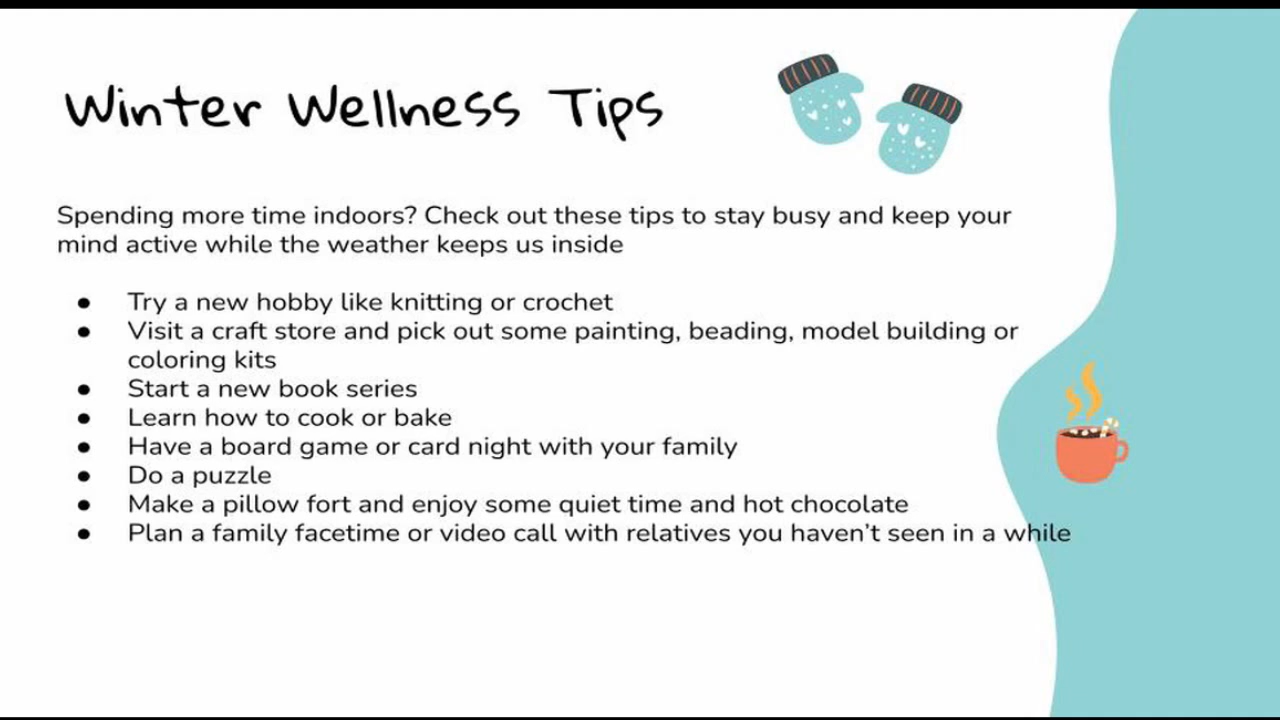 Winter Wellness Tips
Spending more time indoors? Check out these tips to stay busy and keep your
mind active while the weather keeps us inside
● Try a new hobby like knitting or crochet
● Visit a craft store and pick out some painting, beading, model building or
coloring kits
● Start a new book series
● Learn how to cook or bake
● Have a board game or card night with your family
● Do a puzzle
● Make a pillow fort and enjoy some quiet time and hot chocolate
● Plan a family facetime or video call with relatives you haven’t seen in a while